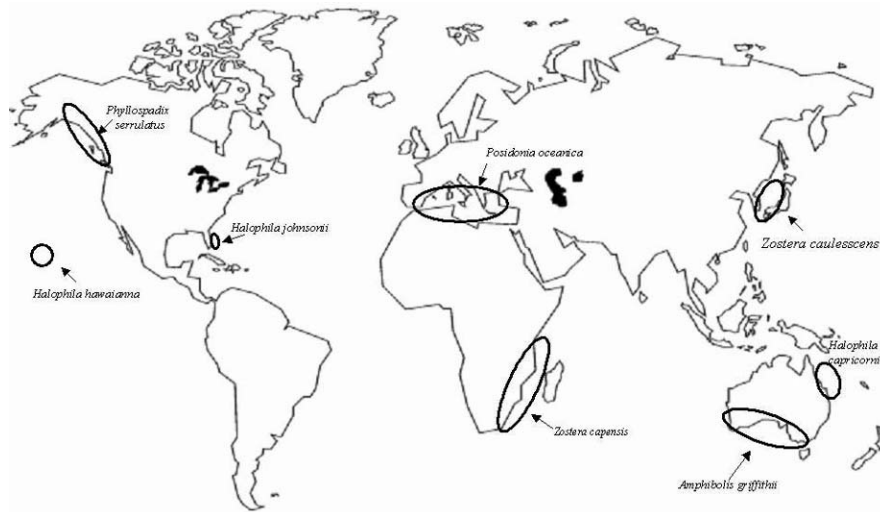 Phyllospadix
serrulatus
Posidonia oceanica
Halophila johnsonii
Zostera caulesscens
Halophila hawaianna
Halophila
capricorni
Zostera capensis
Amphibolis griffithii